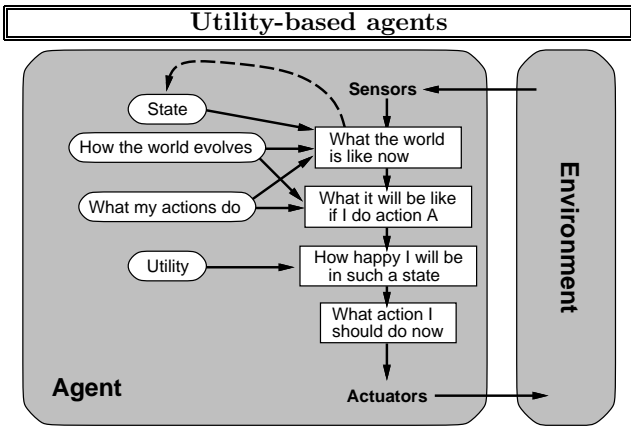 Utility-based agents
Sensors
State
What the world
is like now
How the world evolves
What my actions do
What it will be like
if I do action A
Utility
How happy I will be
in such a state
What action I
should do now
Agent
Actuators
Environment